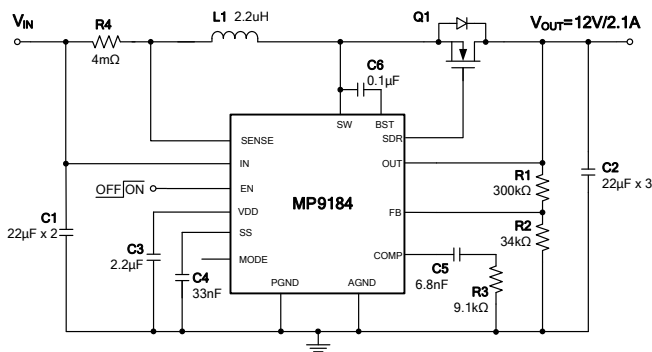 V_IN
R4
4mΩ
L1 2.2uH
Q1
V_OUT=12V/2.1A
C6
0.1μF
SW
BST
SDR
SENSE
IN
OUT
OFF ON
EN
MP9184
R1
300kΩ
C2
22μF x 3
C1
22μF x 2
VDD
FB
R2
34kΩ
SS
C3
2.2μF
C4
33nF
MODE
COMP
C5
6.8nF
R3
9.1kΩ
PGND
AGND